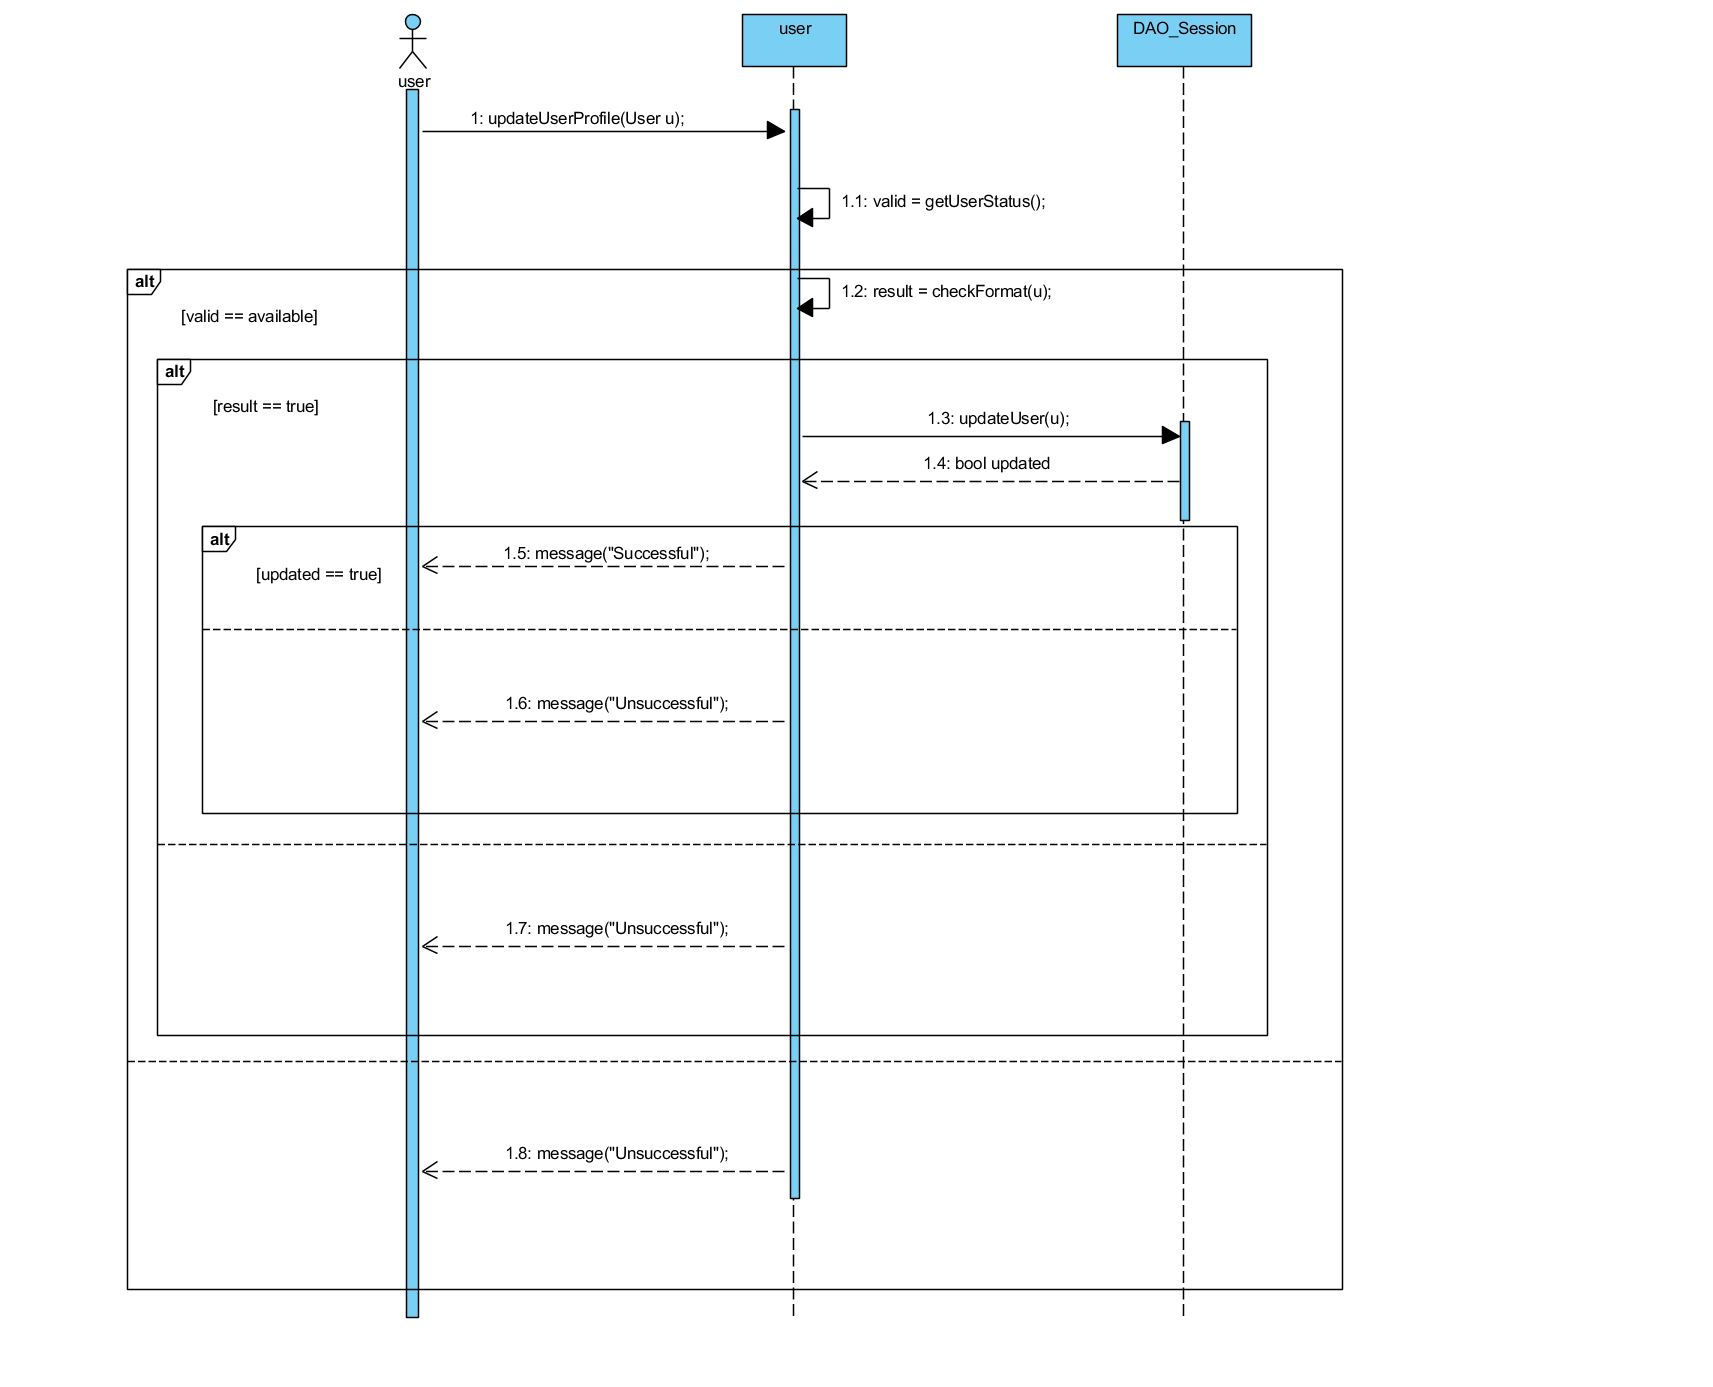 user
DAO_Session
user
1: updateUserProfile(User u);
1.1: valid = getUserStatus();
alt
1.2: result = checkFormat(u);
[valid == available]
alt
[result == true]
1.3: updateUser(u);
1.4: bool updated
alt
1.5: message("Successful");
[updated == true]
1.6: message("Unsuccessful");
1.7: message("Unsuccessful");
1.8: message("Unsuccessful");